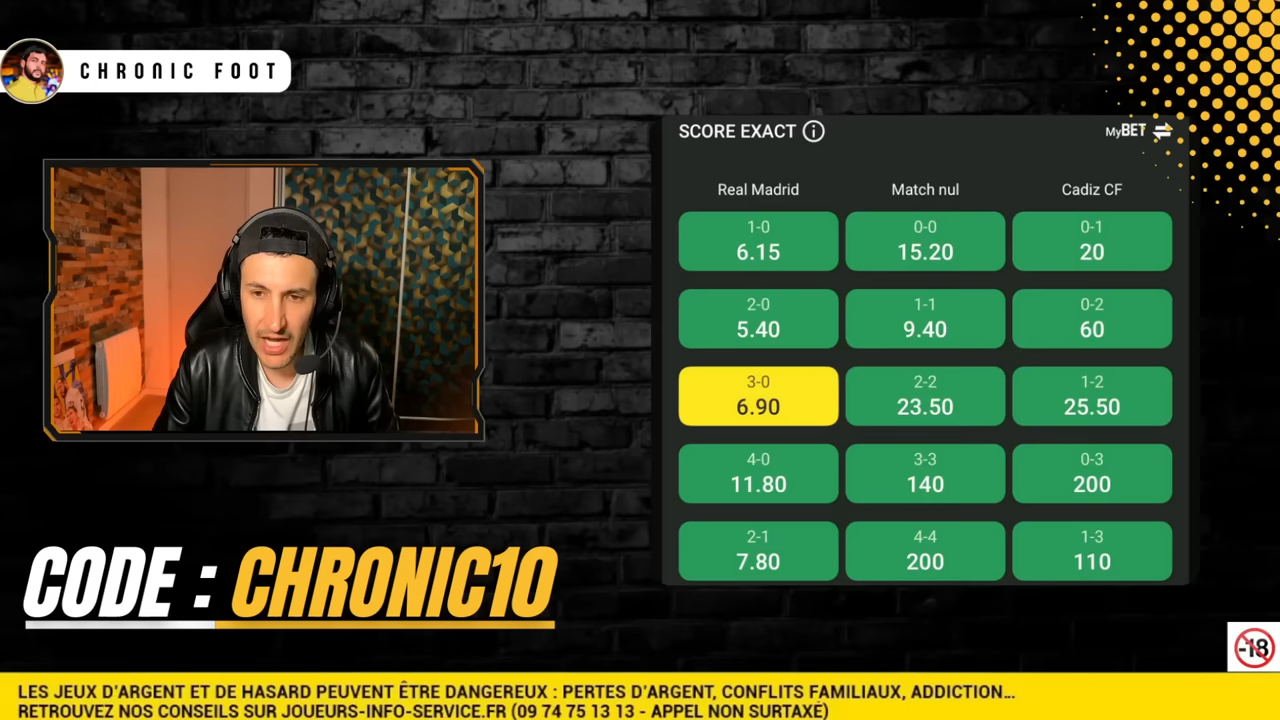 CHRONIC FOOT
SCORE EXACT
MyBET
Real Madrid Match nul Cadiz CF
1-0 0-0 0-1
6.15 15.20 20
2-0 1-1 0-2
5.40 9.40 60
3-0 2-2 1-2
6.90 23.50 25.50
4-0 3-3 0-3
11.80 140 200
2-1 4-4 1-3
7.80 200 110
CODE : CHRONIC10
-18
LES JEUX D'ARGENT ET DE HASARD PEUVENT ÊTRE DANGEREUX : PERTES D'ARGENT, CONFLITS FAMILIAUX, ADDICTION...
RETROUVEZ NOS CONSEILS SUR JOUEURS-INFO-SERVICE.FR (09 74 75 13 13 - APPEL NON SURTAXÉ)